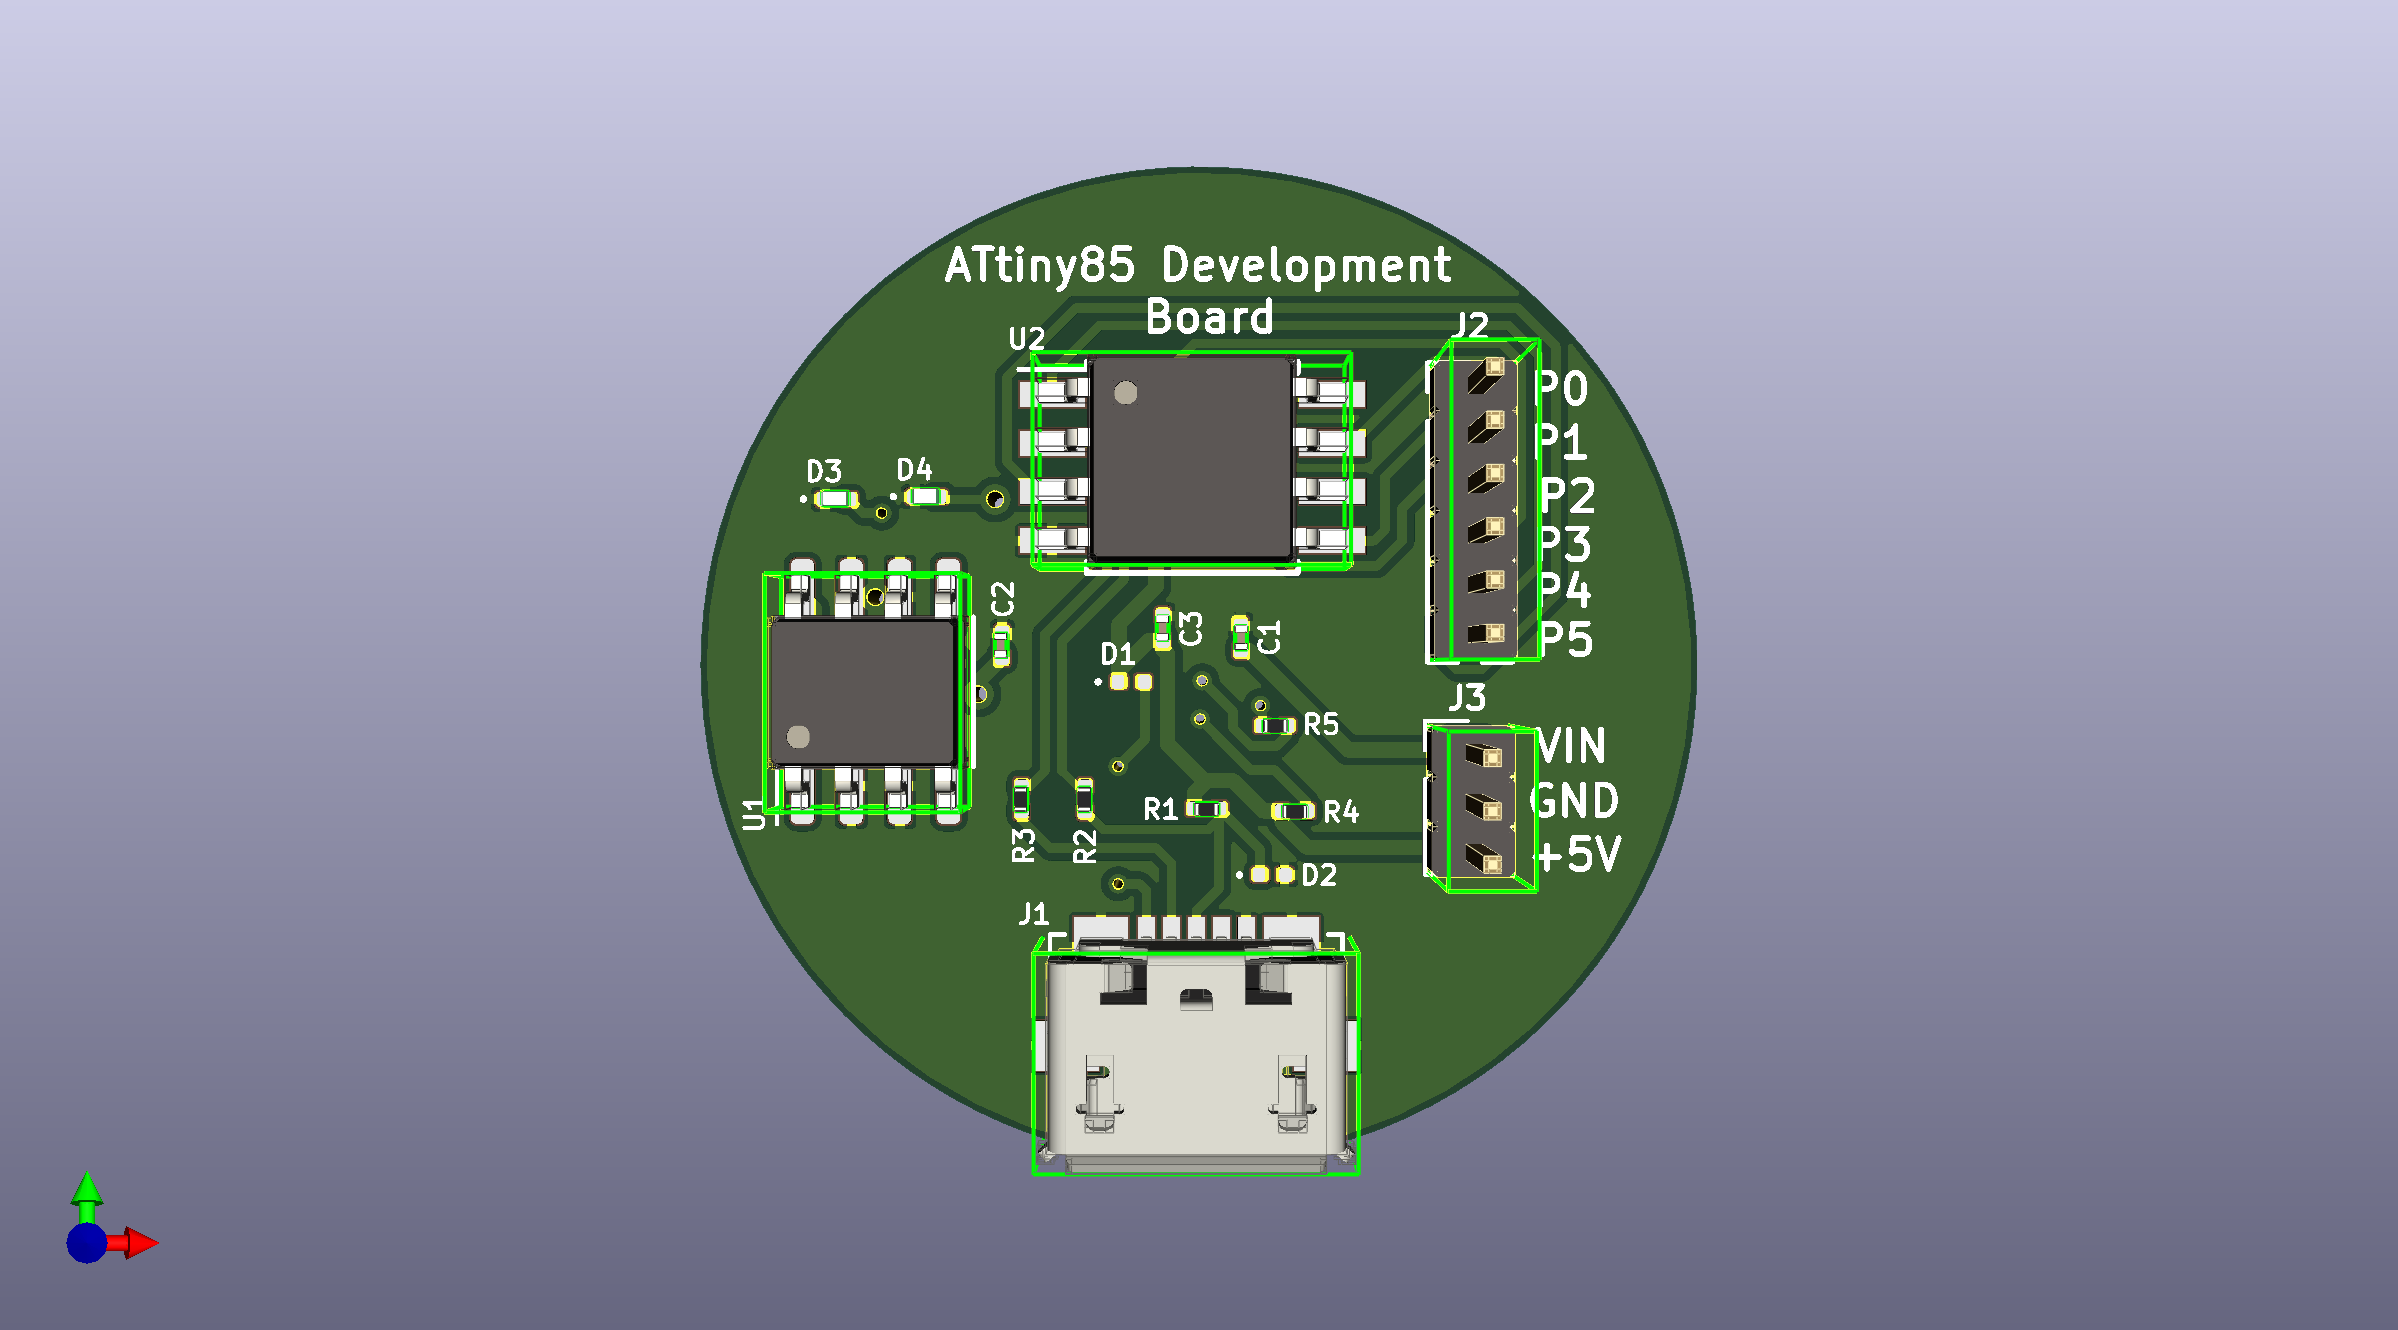 ATtiny85 Development
Board
U2
J2
P0
P1
D3
D4
P2
P3
P4
P5
C2
C3
C1
D1
J3
R5
VIN
GND
+5V
U1
R1
R4
R3
R2
D2
J1